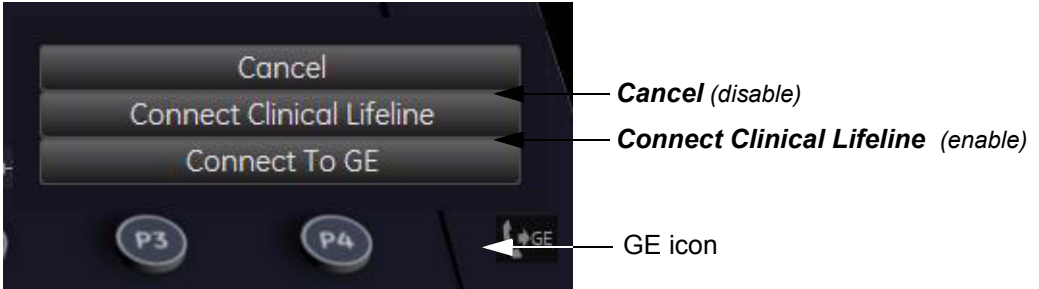 Cancel
Connect Clinical Lifeline
Connect To GE
Cancel (disable)
Connect Clinical Lifeline (enable)
P3
P4
GE
GE icon